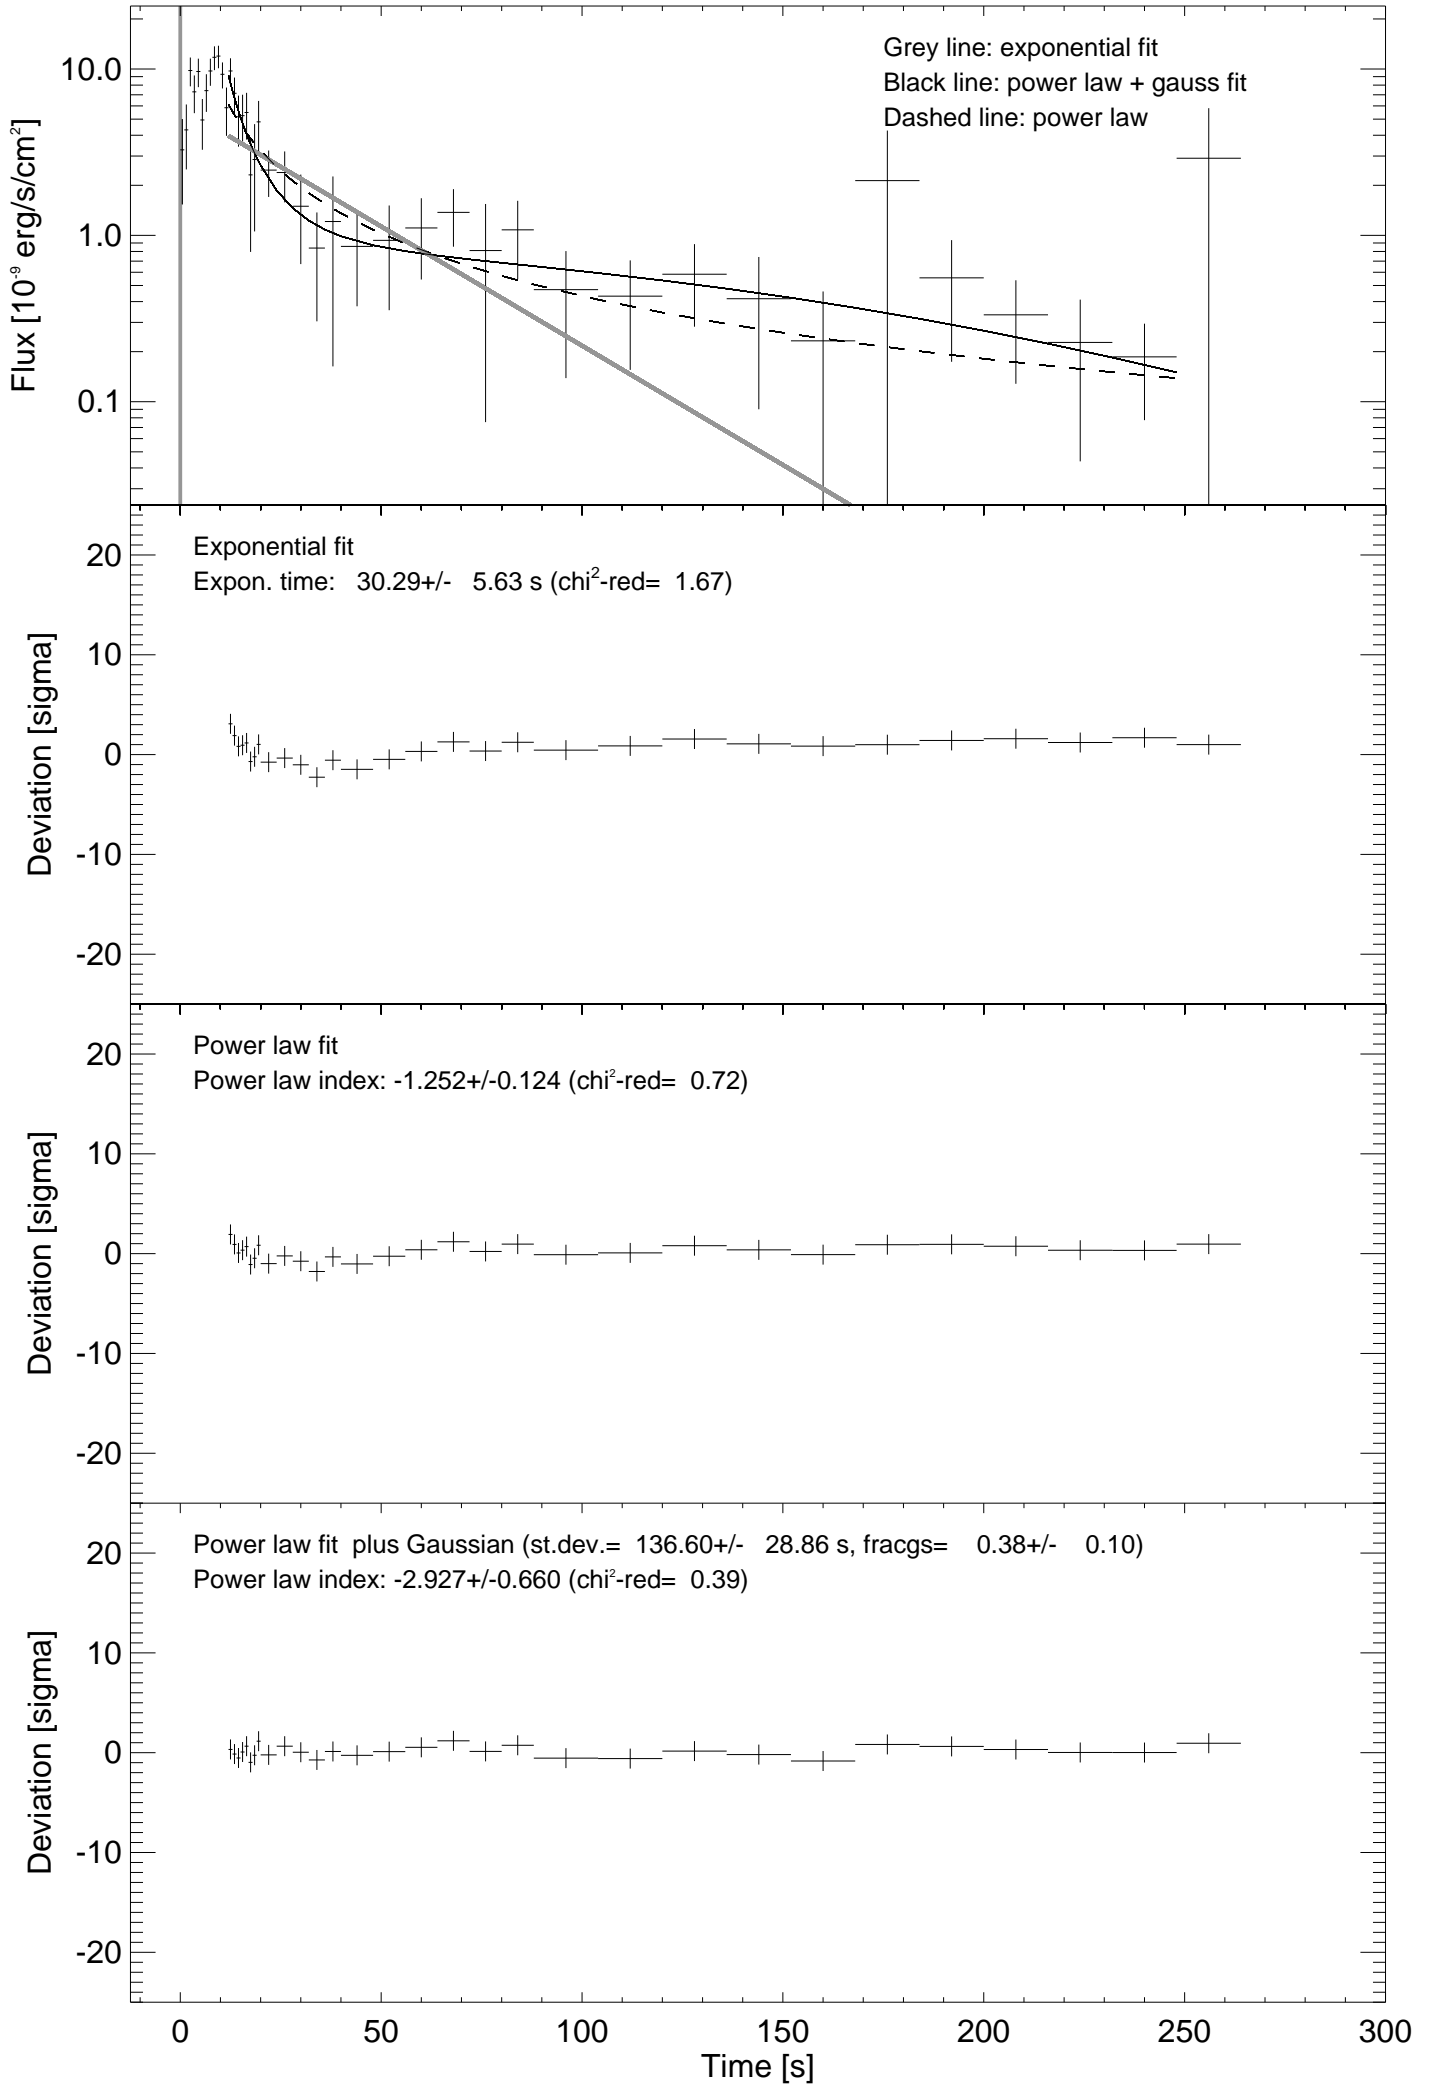 Grey line: exponential fit
Black line: power law + gauss fit
Dashed line: power law
10.0
1.0
0.1
Flux [10⁻⁹ erg/s/cm²]
Exponential fit
Expon. time: 30.29+/- 5.63 s (chi²-red= 1.67)
20
10
0
-10
-20
Deviation [sigma]
Power law fit
Power law index: -1.252+/-0.124 (chi²-red= 0.72)
20
10
0
-10
-20
Deviation [sigma]
Power law fit plus Gaussian (st.dev.= 136.60+/- 28.86 s, fracgs= 0.38+/- 0.10)
Power law index: -2.927+/-0.660 (chi²-red= 0.39)
20
10
0
-10
-20
Deviation [sigma]
0 50 100 150 200 250 300
Time [s]